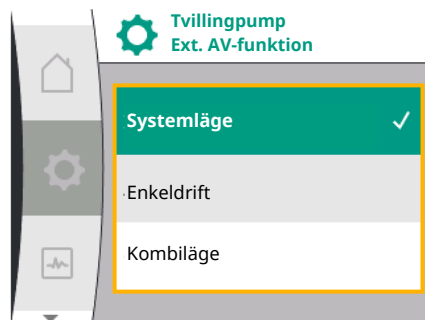 Tvillingpump
Ext. AV-funktion
Systemläge
Enkeldrift
Kombiläge